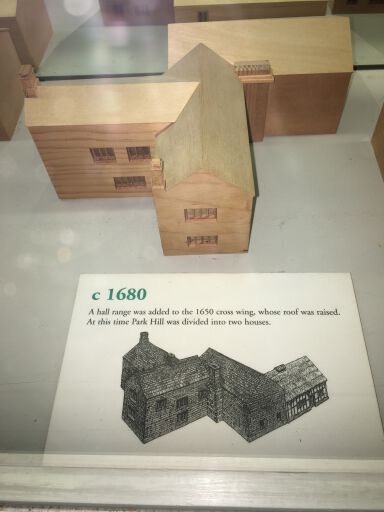 c 1680
A hall range was added to the 1650 cross wing, whose roof was raised.
At this time Park Hill was divided into two houses.